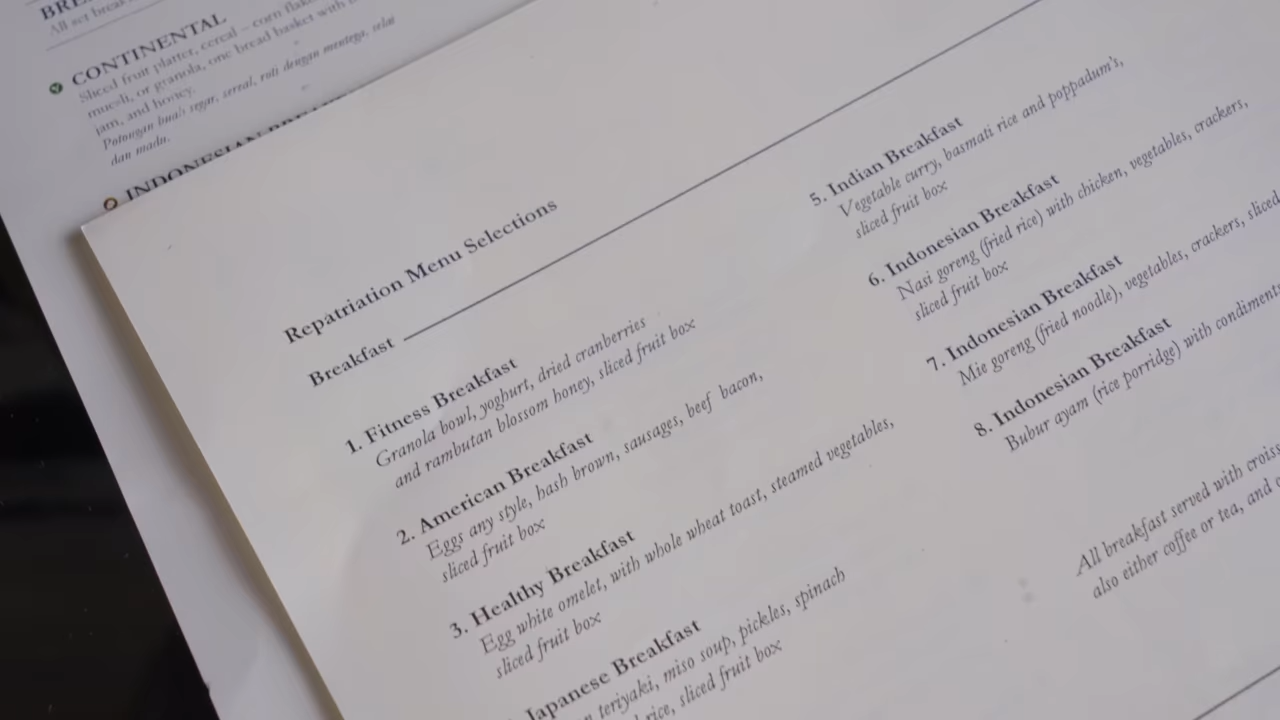 All set break
CONTINENTAL
Sliced fruit platter, cereal – corn flak
muesli, or granola, one bread basket with
jam, and honey.
Potongan buah segar, sereal, roti dengan mentega, selai
dan madu.
INDONESIAN
Repatriation Menu Selections
Breakfast
1. Fitness Breakfast
Granola bowl, yoghurt, dried cranberries
and rambutan blossom honey, sliced fruit box
2. American Breakfast
Eggs any style, hash brown, sausages, beef bacon,
sliced fruit box
3. Healthy Breakfast
Egg white omelet, with whole wheat toast, steamed vegetables,
sliced fruit box
Japanese Breakfast
teriyaki, miso soup, pickles, spinach
rice, sliced fruit box
5. Indian Breakfast
Vegetable curry, basmati rice and poppadum's,
sliced fruit box
6. Indonesian Breakfast
Nasi goreng (fried rice) with chicken, vegetables, crackers,
sliced fruit box
7. Indonesian Breakfast
Mie goreng (fried noodle), vegetables, crackers, sliced
8. Indonesian Breakfast
Bubur ayam (rice porridge) with condiments
All breakfast served with croiss
also either coffee or tea, and